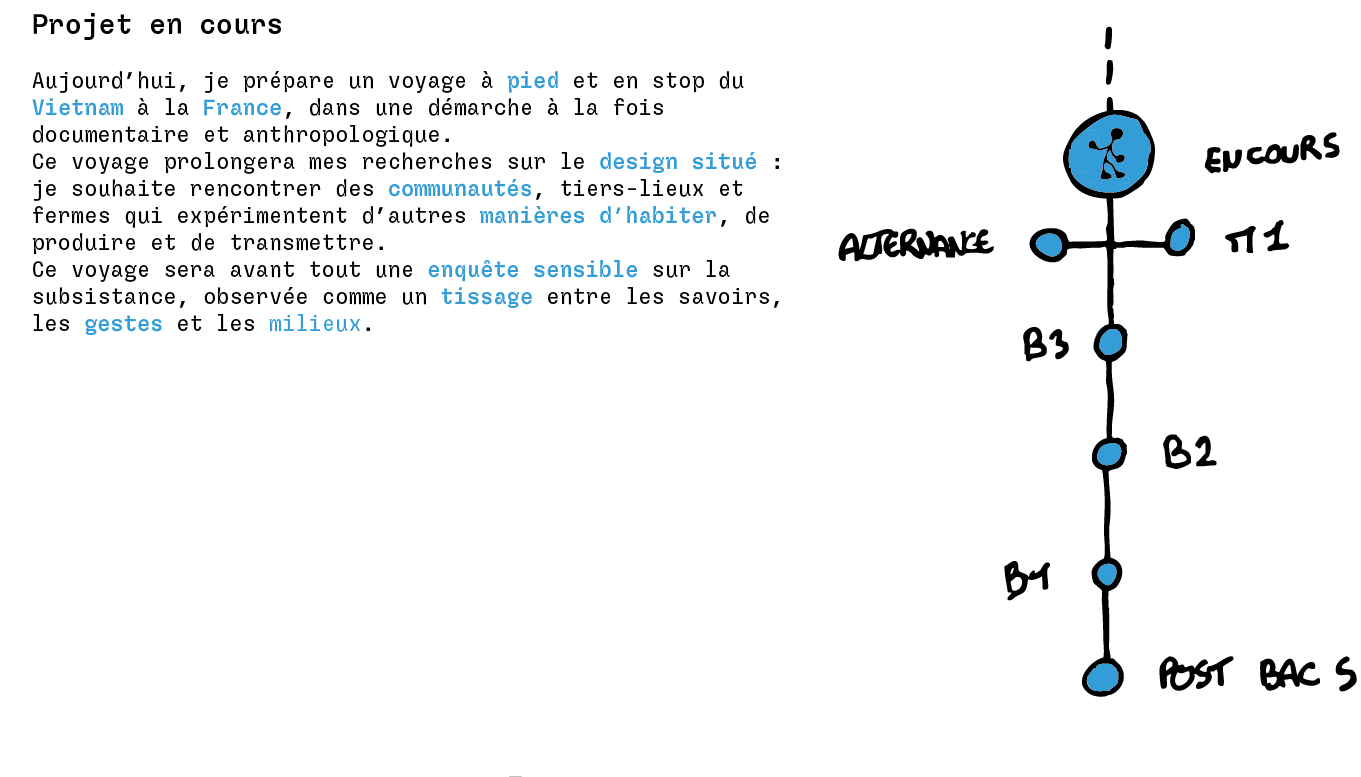 Projet en cours
Aujourd’hui, je prépare un voyage à pied et en stop du
Vietnam à la France, dans une démarche à la fois
documentaire et anthropologique.
Ce voyage prolongera mes recherches sur le design situé :
je souhaite rencontrer des communautés, tiers-lieux et
fermes qui expérimentent d’autres manières d’habiter, de
produire et de transmettre.
Ce voyage sera avant tout une enquête sensible sur la
subsistance, observée comme un tissage entre les savoirs,
les gestes et les milieux.
EN COURS
ALTERNANCE
M1
B3
B2
B1
POST BAC S